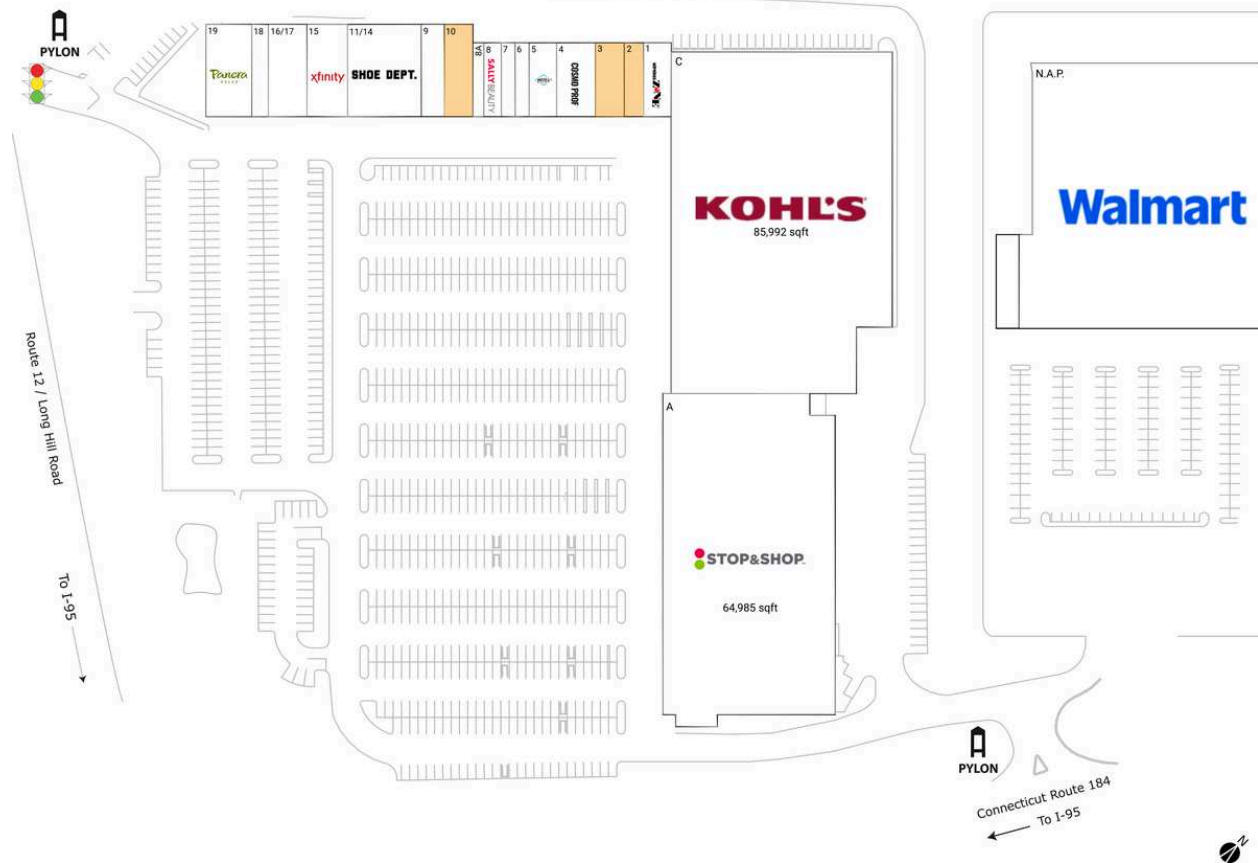 PYLON
19
Panera
BREAD
18
16/17
15
xfinity
11/14
SHOE DEPT.
9
10
8A
8
SALLY BEAUTY
7
6
5
4
COSMO PROF
3
2
1
C
KOHL'S
85,992 sqft
N.A.P.
Walmart
Route 12 / Long Hill Road
To I-95
A
STOP&SHOP
64,985 sqft
PYLON
Connecticut Route 184
To I-95
N